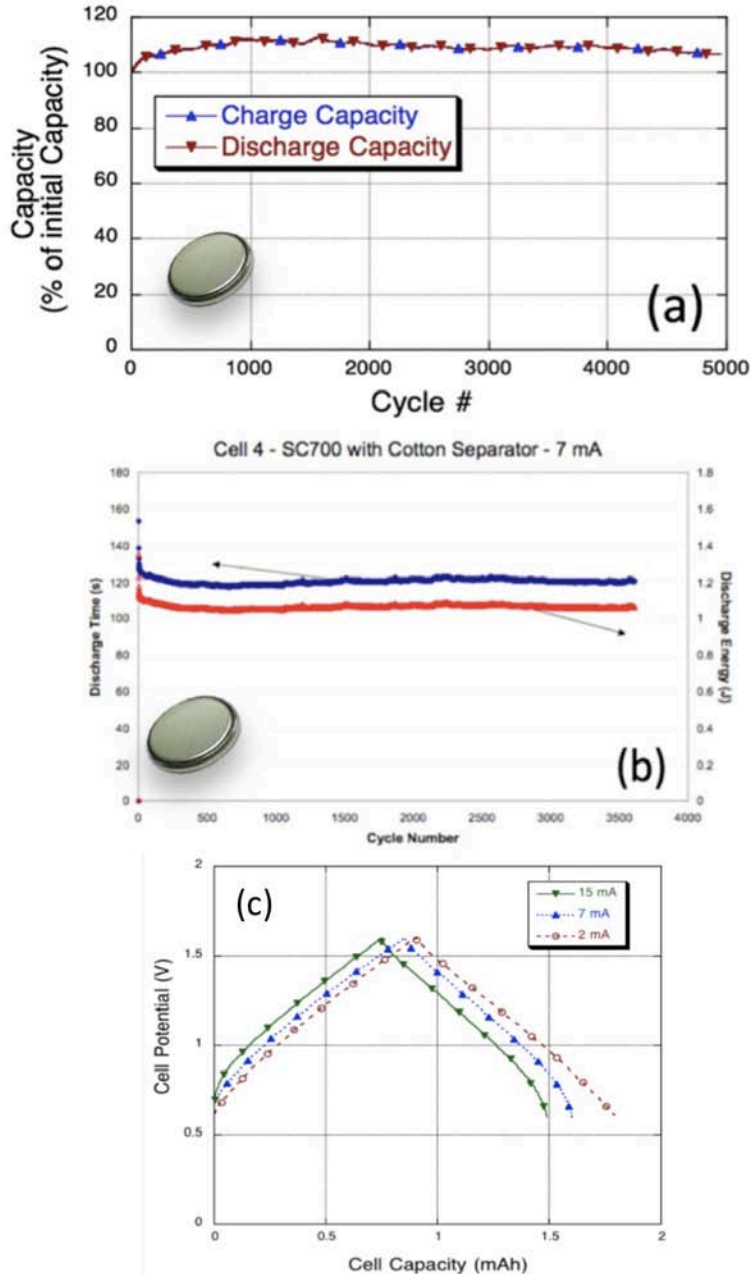 120
100
80
60
40
20
0
Capacity
(% of initial Capacity)
Charge Capacity
Discharge Capacity
(a)
0 1000 2000 3000 4000 5000
Cycle #
Cell 4 - SC700 with Cotton Separator - 7 mA
180
160
140
120
100
80
60
40
20
0
Discharge Time (s)
1.8
1.6
1.4
1.2
1
0.8
0.6
0.4
0.2
0
Discharge Energy (J)
(b)
0 500 1000 1500 2000 2500 3000 3500 4000
Cycle Number
(c)
2
1.5
1
0.5
0
Cell Potential (V)
15 mA
7 mA
2 mA
0 0.5 1 1.5 2
Cell Capacity (mAh)